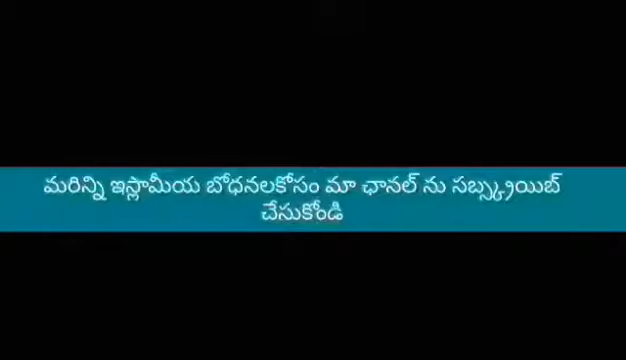 మరిన్ని ఇస్లామీయ బోధనలకోసం మా ఛానల్ ను సబ్స్క్రయిబ్
చేసుకోండి